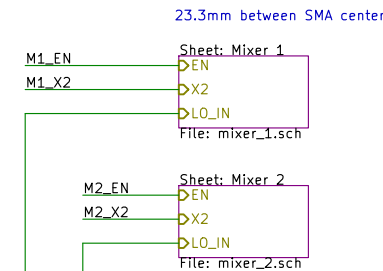 23.3mm between SMA center
Sheet: Mixer 1
M1_EN
EN
M1_X2
X2
LO_IN
File: mixer_1.sch
Sheet: Mixer 2
M2_EN
EN
M2_X2
X2
LO_IN
File: mixer_2.sch